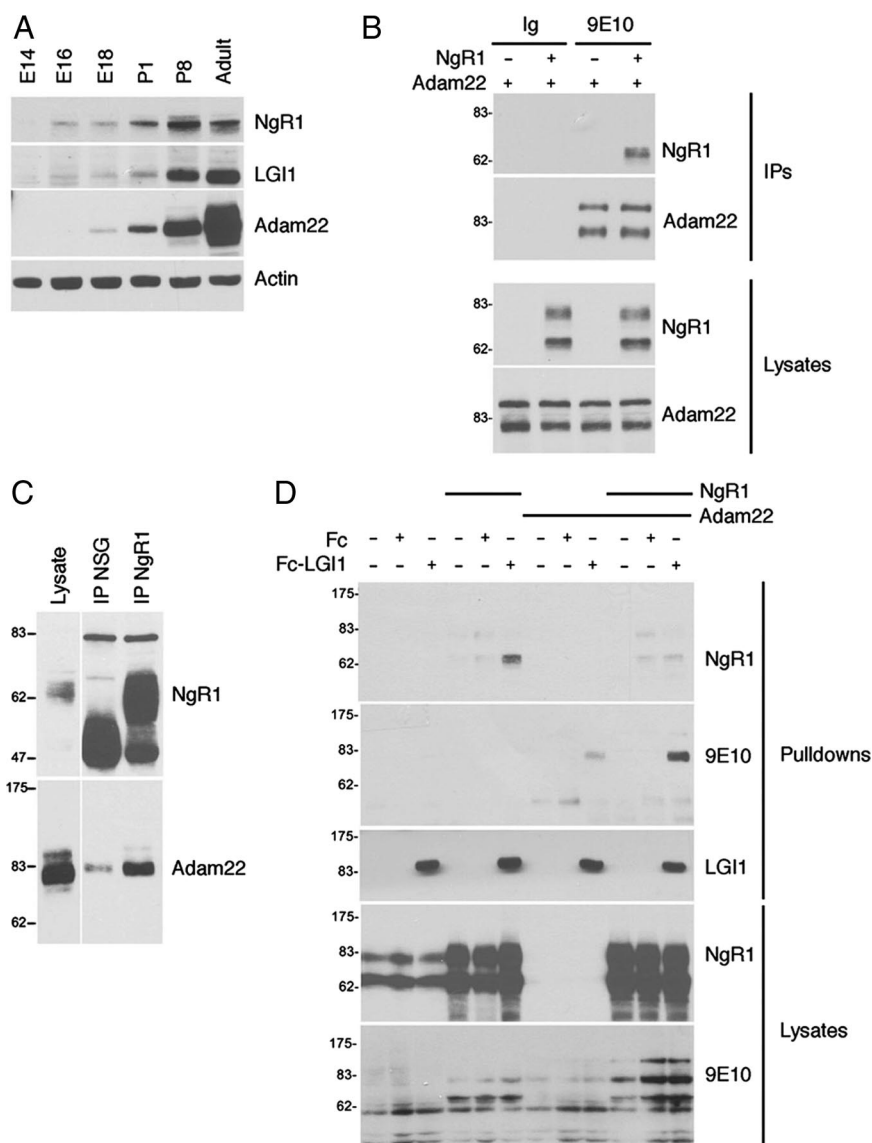 A
E14 E16 E18 P1 P8 Adult
NgR1
LGI1
Adam22
Actin
B
Ig 9E10
NgR1 - + - +
Adam22 + + + +
83-
NgR1
62-
IPs
83-
Adam22
83-
NgR1
62-
Lysates
83-
Adam22
C
Lysate IP NSG IP NgR1
83-
62-
NgR1
47-
175-
83-
Adam22
62-
D
NgR1
Adam22
Fc - + - - + - - + - - + -
Fc-LGI1 - - + - - + - - + - - +
175-
83-
NgR1
62-
175-
83-
9E10
Pulldowns
62-
175-
LGI1
83-
175-
83-
NgR1
62-
Lysates
175-
83-
9E10
62-